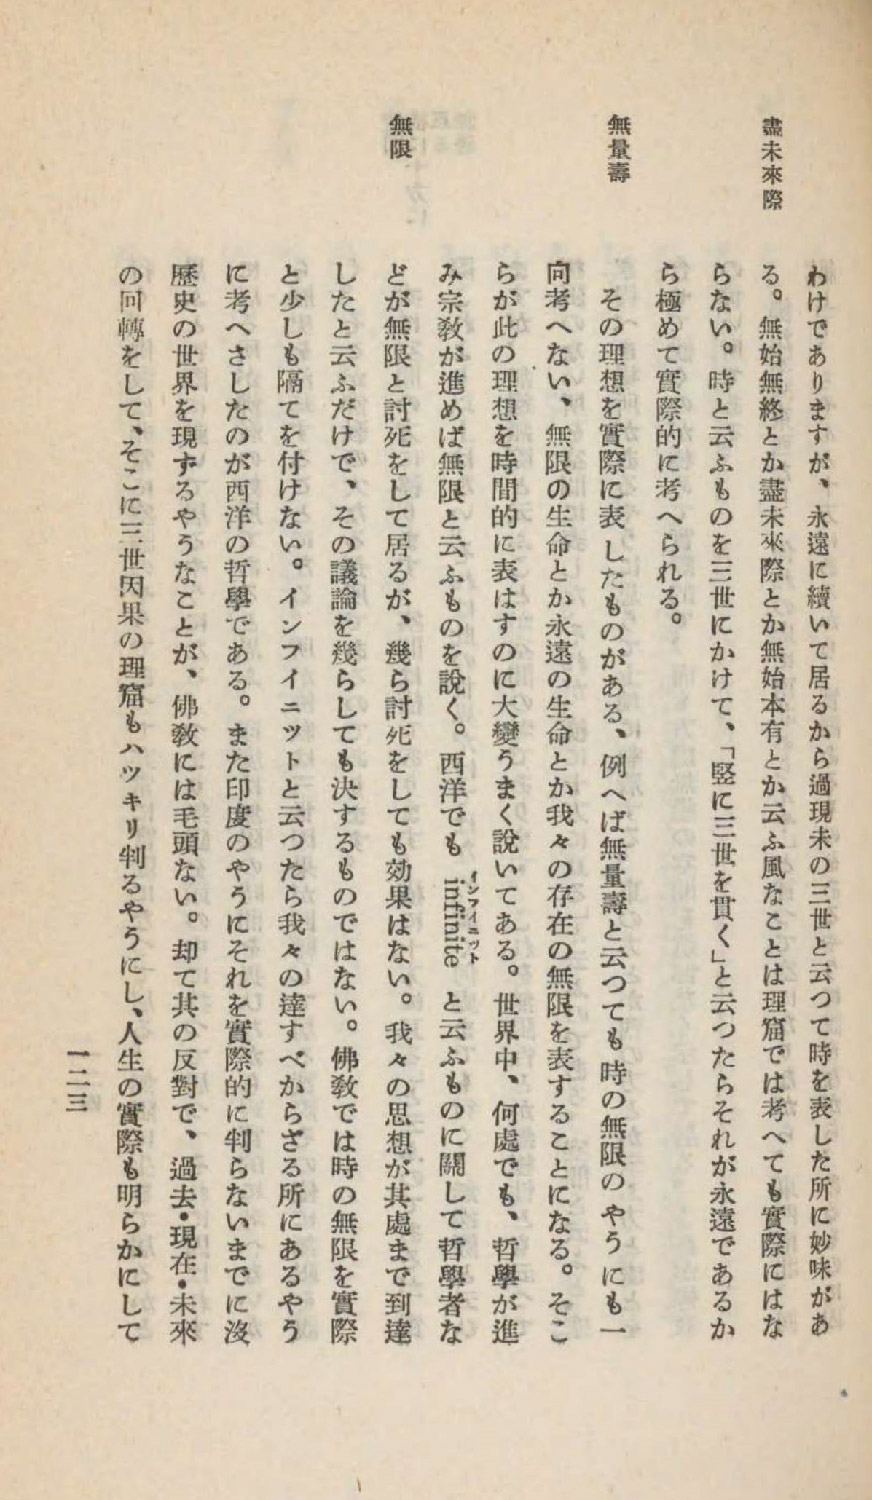 盡未來際
無量壽
無限
わけでありますが、永遠に續いて居るから過現未の三世と云つて時を表した所に妙味があ
る。無始無終とか盡未來際とか無始本有とか云ふ風なことは理窟では考へても實際にはな
らない。時と云ふものを三世にかけて、「竪に三世を貫く」と云つたらそれが永遠であるか
ら極めて實際的に考へられる。
その理想を實際に表したものがある、例へば無量壽と云つても時の無限のやうにも一
向考へない、無限の生命とか永遠の生命とか我々の存在の無限を表することになる。そこ
らが此の理想を時間的に表はすのに大變うまく說いてある。世界中、何處でも、哲學が進
み宗敎が進めば無限と云ふものを說く。西洋でも infinite インフイニット と云ふものに關して哲學者な
どが無限と討死をして居るが、幾ら討死をしても効果はない。我々の思想が其處まで到達
したと云ふだけで、その議論を幾らしても決するものではない。佛敎では時の無限を實際
と少しも隔てを付けない。インフイニットと云つたら我々の達すべからざる所にあるやう
に考へさしたのが西洋の哲學である。また印度のやうにそれを實際的に判らないまでに沒
歷史の世界を現ずるやうなことが、佛敎には毛頭ない。却て其の反對で、過去・現在・未來
の回轉をして、そこに三世因果の理窟もハツキリ判るやうにし、人生の實際も明らかにして
一二三